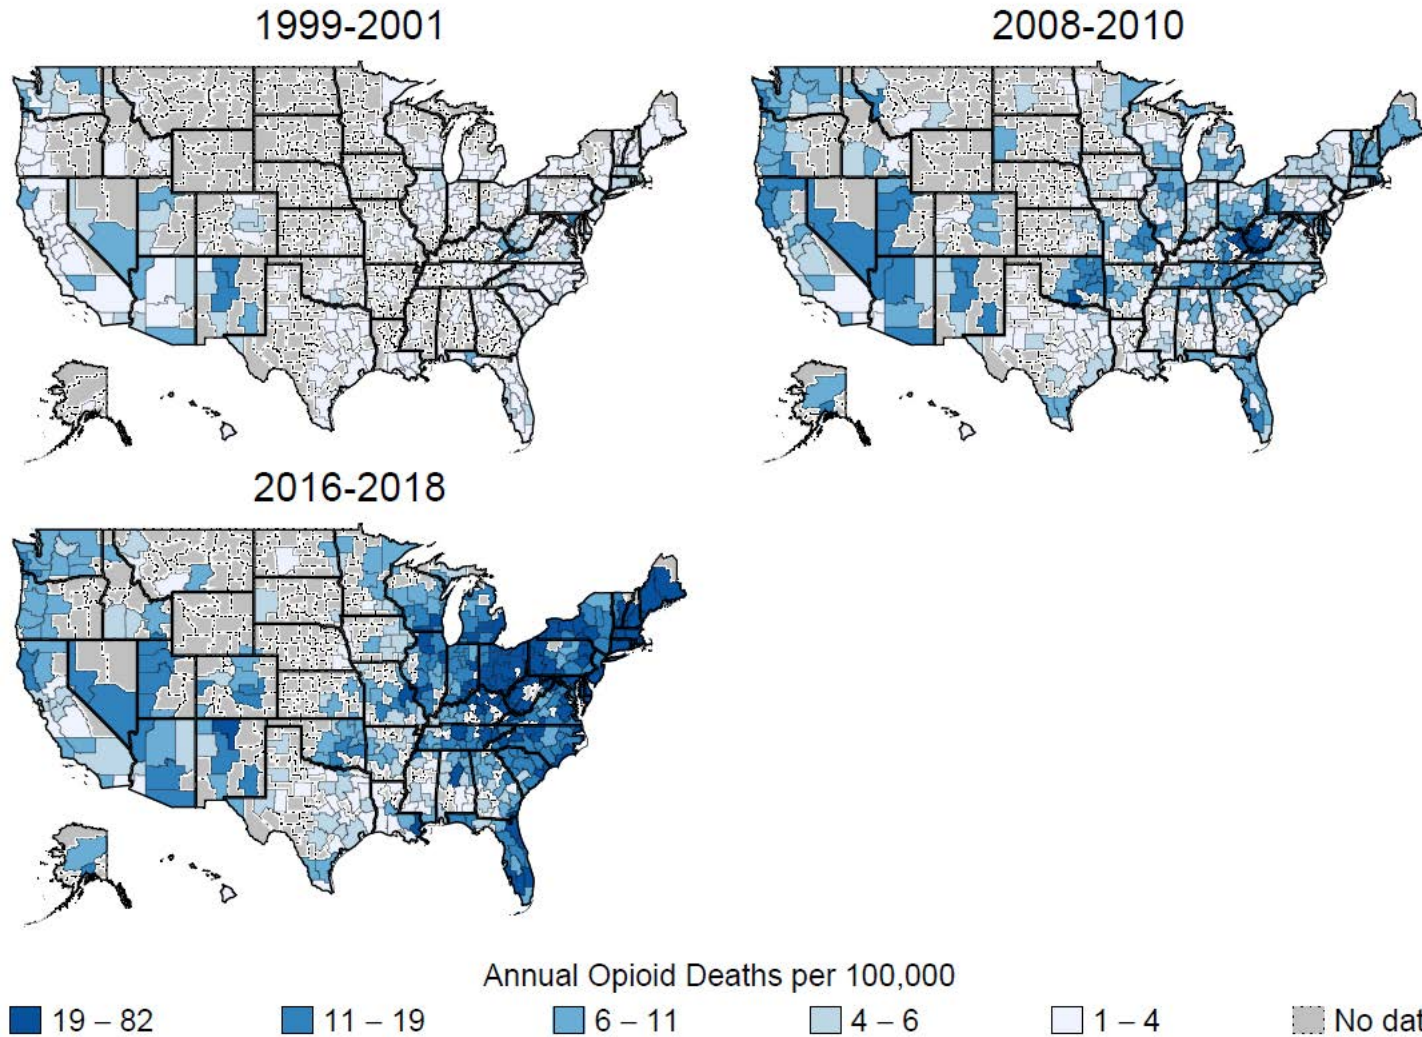 1999-2001
2008-2010
2016-2018
Annual Opioid Deaths per 100,000
19 – 82
11 – 19
6 – 11
4 – 6
1 – 4
No dat